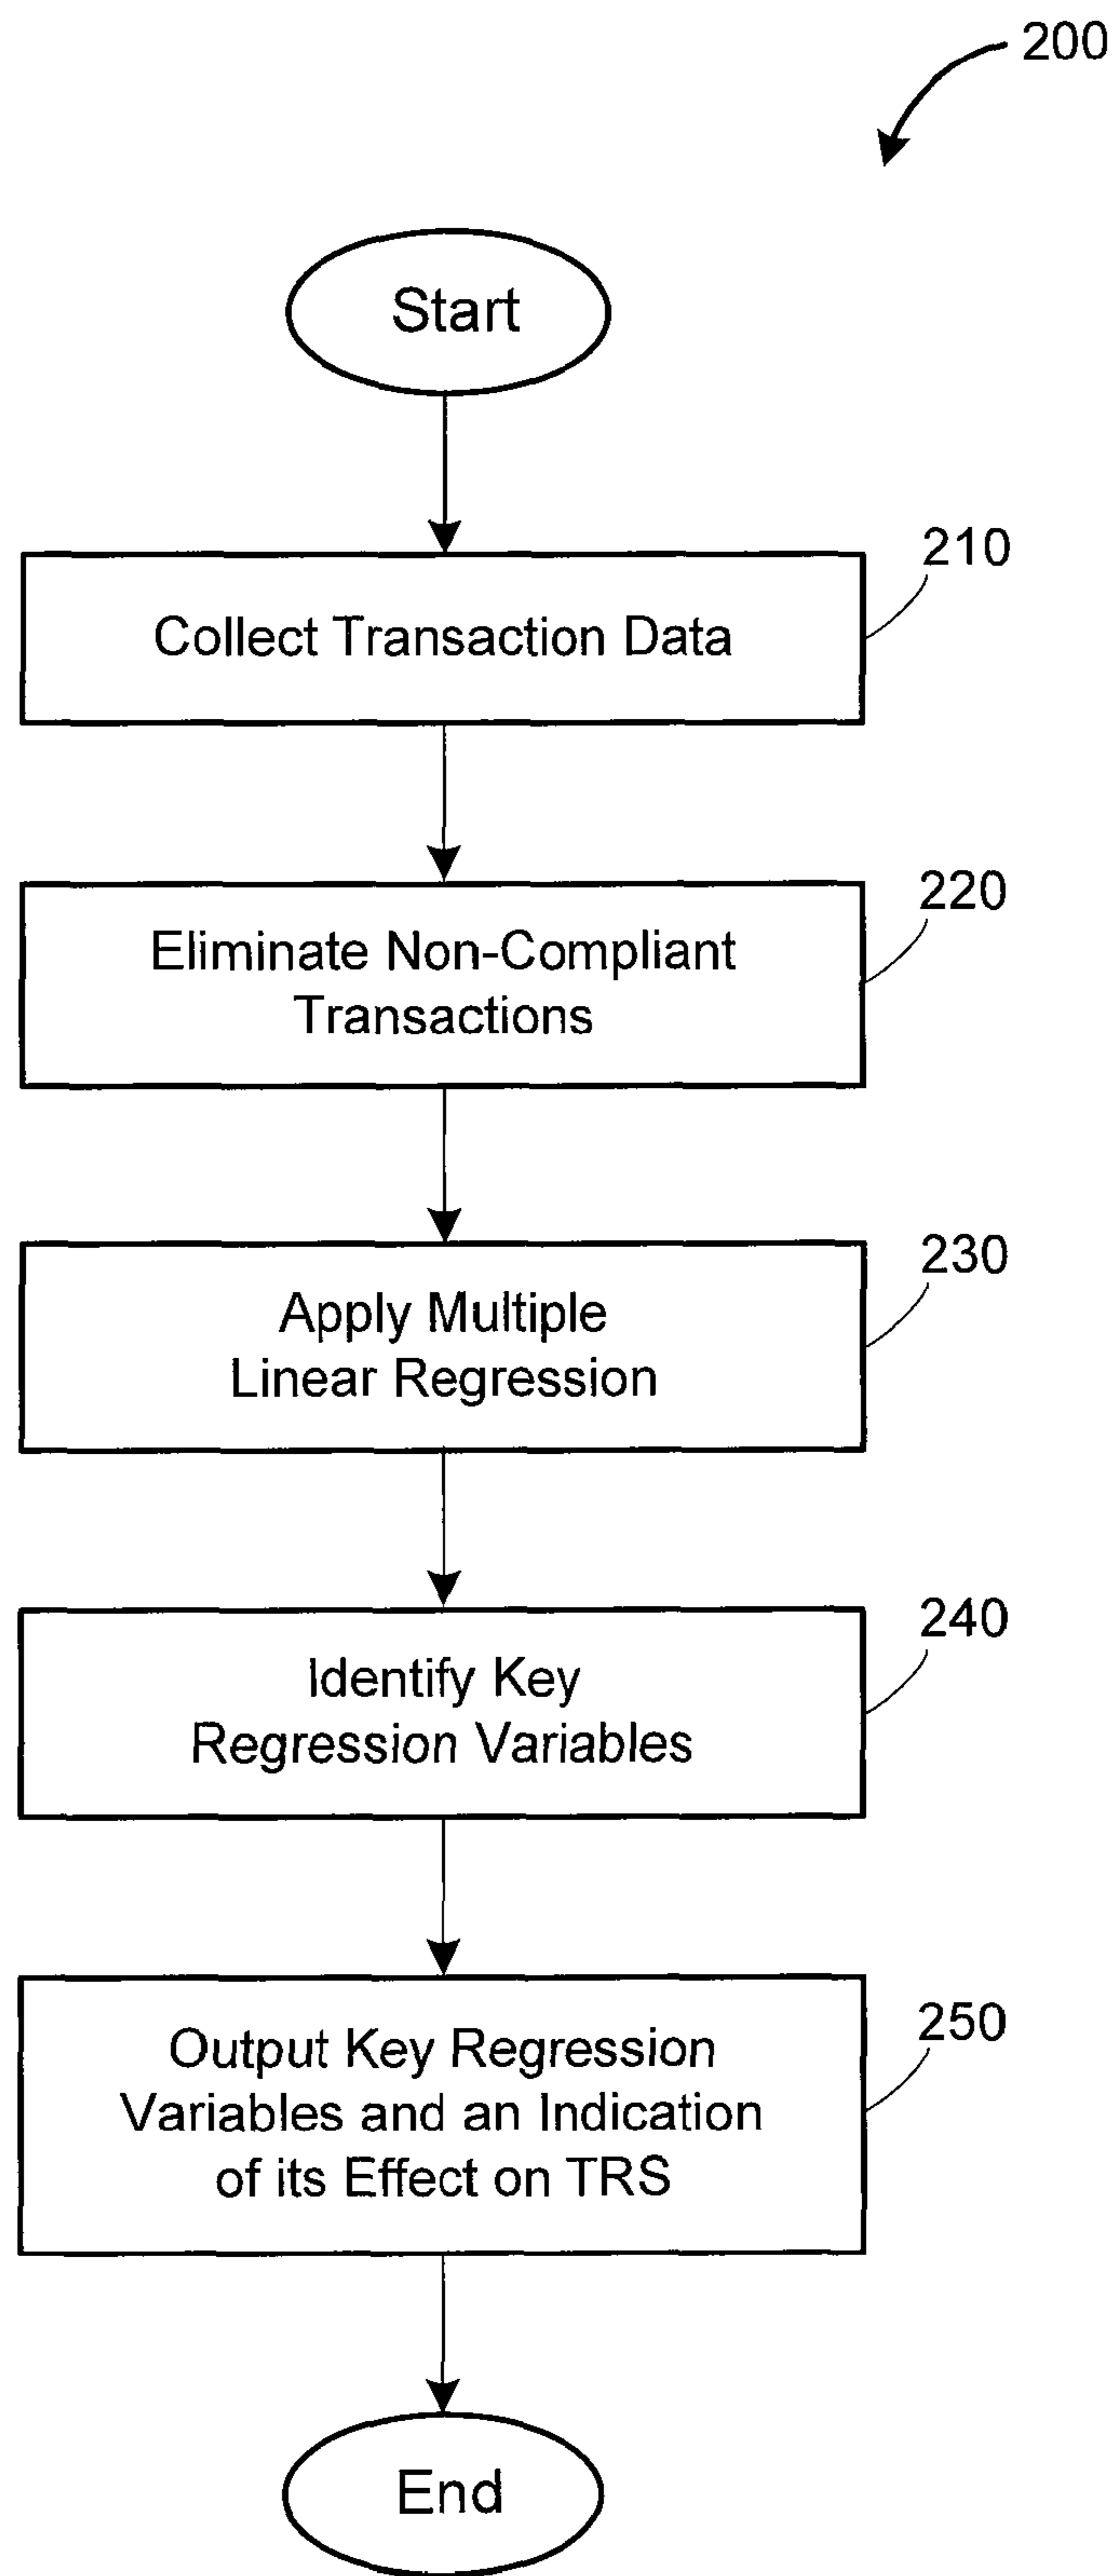 200
Start
210
Collect Transaction Data
220
Eliminate Non-Compliant
Transactions
230
Apply Multiple
Linear Regression
240
Identify Key
Regression Variables
250
Output Key Regression
Variables and an Indication
of its Effect on TRS
End